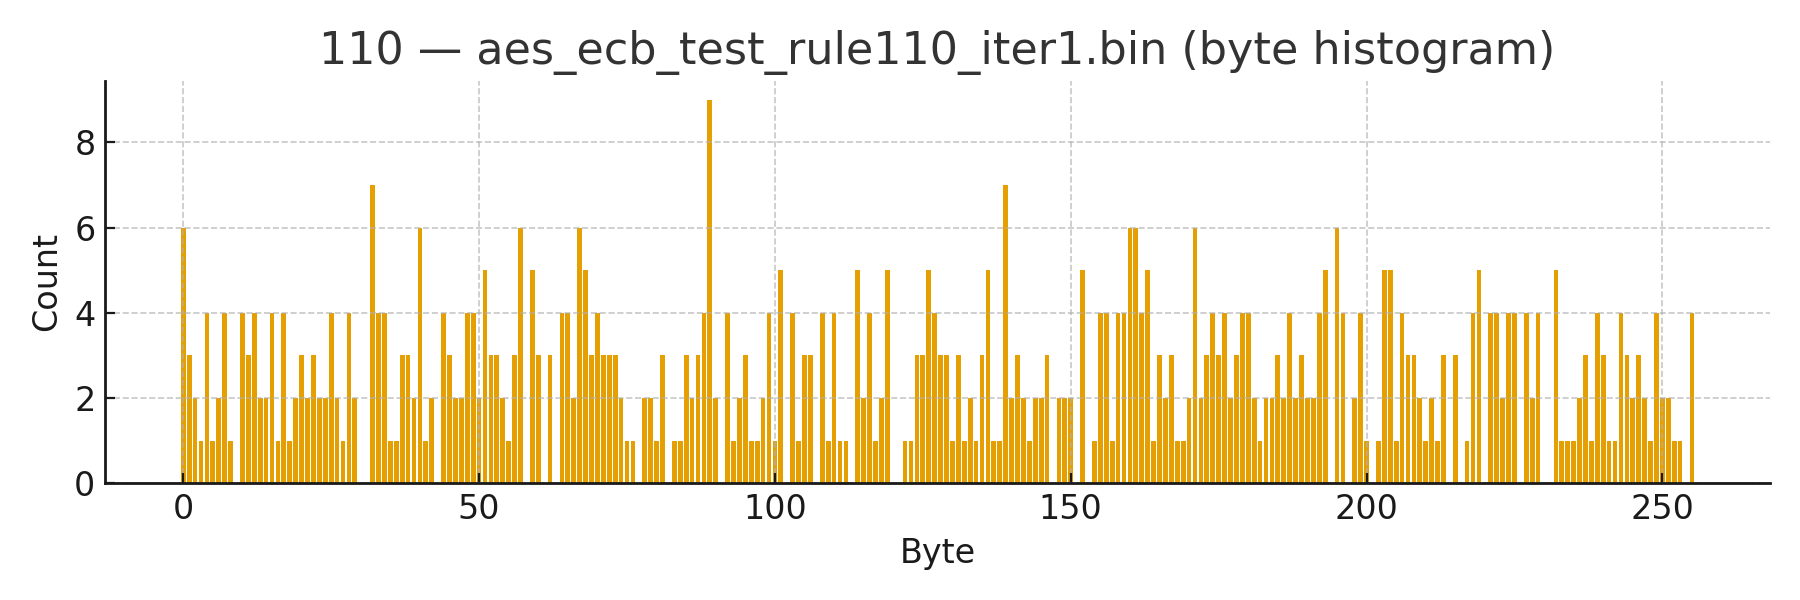 110 — aes_ecb_test_rule110_iter1.bin (byte histogram)
Count
8
6
4
2
0
0 50 100 150 200 250
Byte